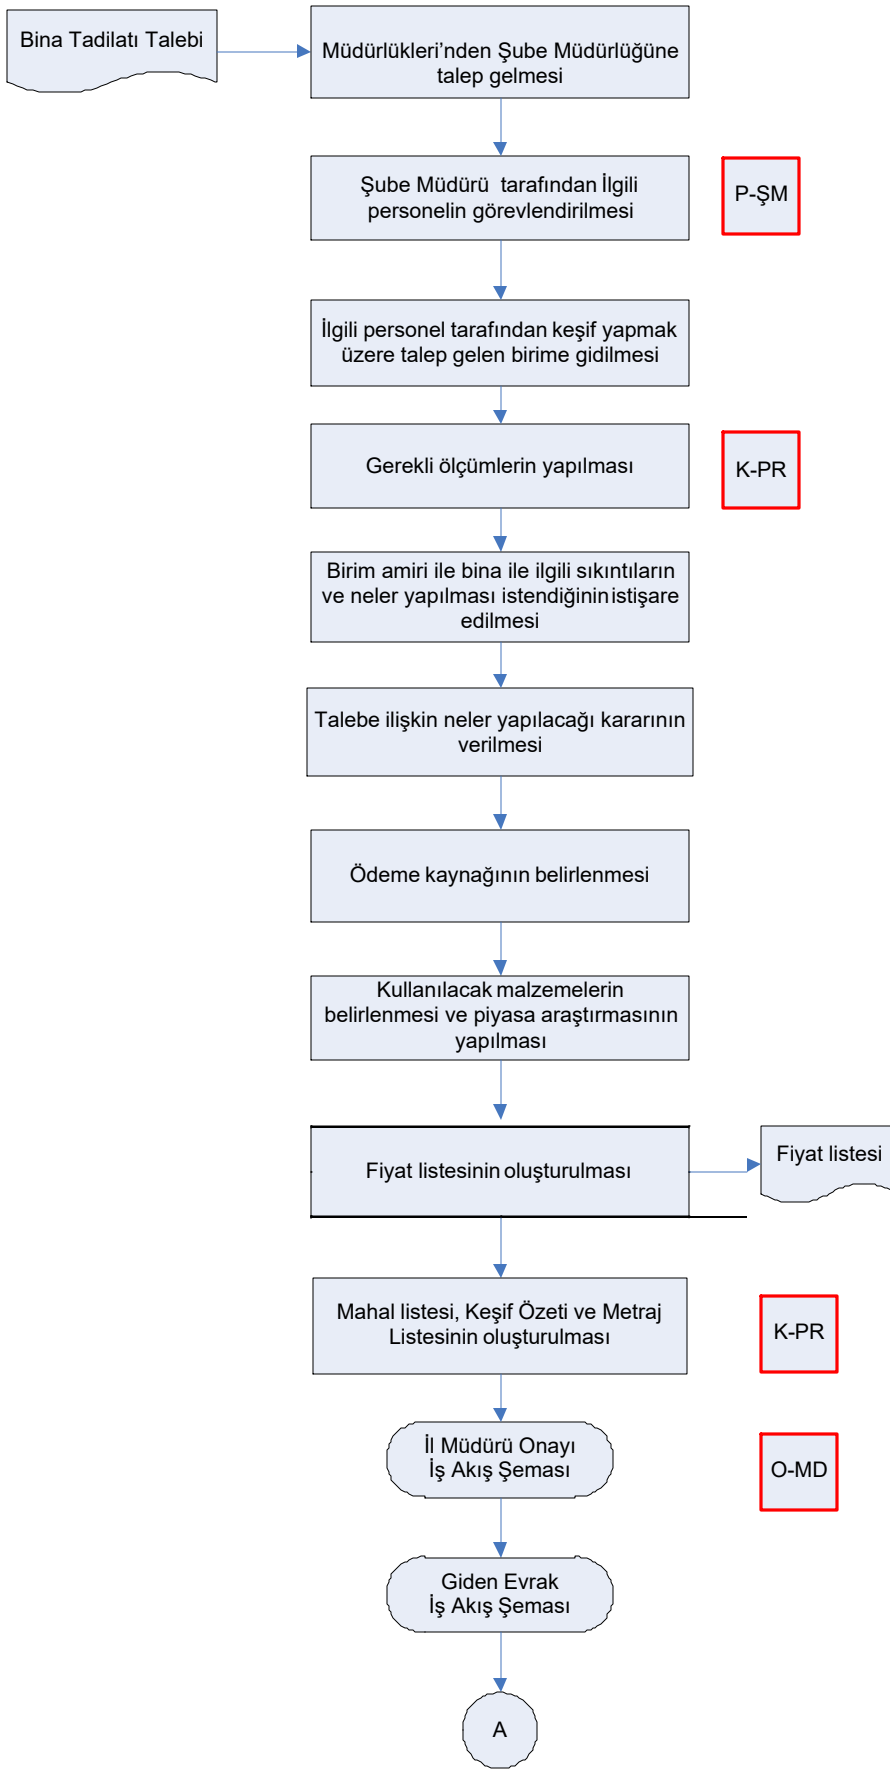 Bina Tadilatı Talebi
Müdürlükleri’nden Şube Müdürlüğüne
talep gelmesi
Şube Müdürü tarafından İlgili
personelin görevlendirilmesi
P-ŞM
İlgili personel tarafından keşif yapmak
üzere talep gelen birime gidilmesi
Gerekli ölçümlerin yapılması
K-PR
Birim amiri ile bina ile ilgili sıkıntıların
ve neler yapılması istendiğinin istişare
edilmesi
Talebe ilişkin neler yapılacağı kararının
verilmesi
Ödeme kaynağının belirlenmesi
Kullanılacak malzemelerin
belirlenmesi ve piyasa araştırmasının
yapılması
Fiyat listesinin oluşturulması
Fiyat listesi
Mahal listesi, Keşif Özeti ve Metraj
Listesinin oluşturulması
K-PR
İl Müdürü Onayı
İş Akış Şeması
O-MD
Giden Evrak
İş Akış Şeması
A